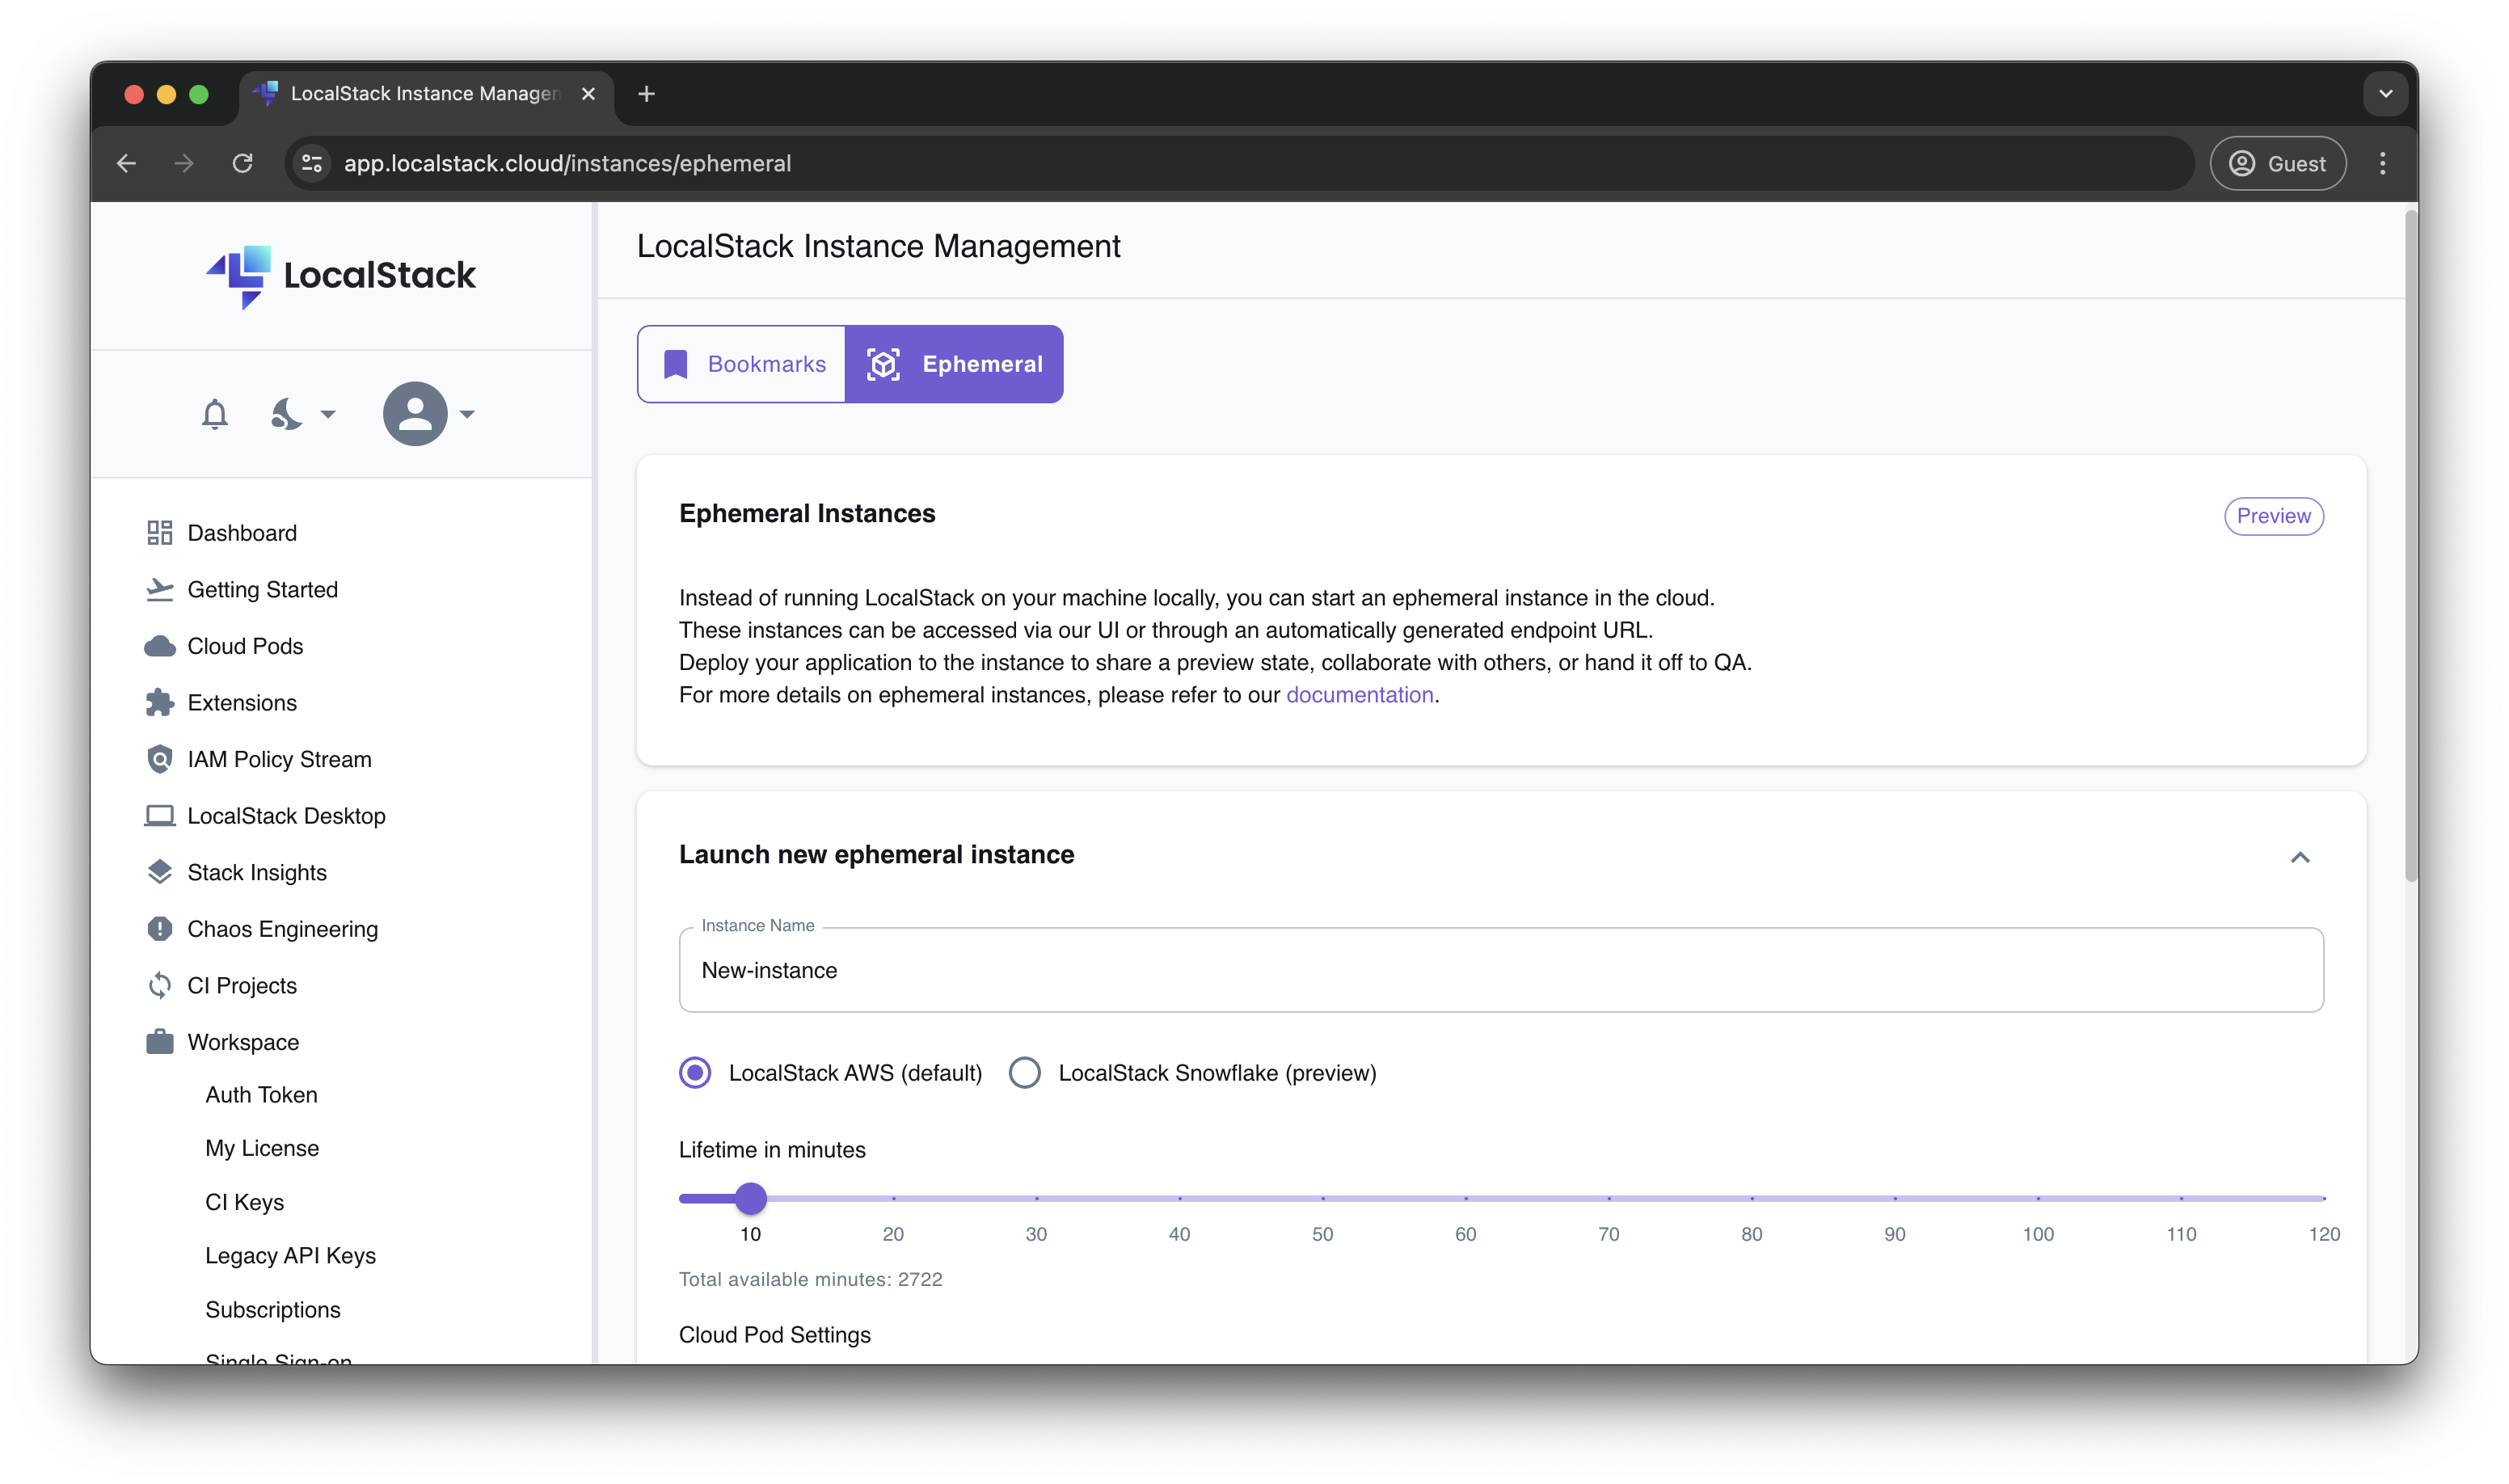 LocalStack Instance Managen
app.localstack.cloud/instances/ephemeral
Guest
LocalStack
Dashboard
Getting Started
Cloud Pods
Extensions
IAM Policy Stream
LocalStack Desktop
Stack Insights
Chaos Engineering
CI Projects
Workspace
Auth Token
My License
CI Keys
Legacy API Keys
Subscriptions
Single Sign-on
LocalStack Instance Management
Bookmarks
Ephemeral
Ephemeral Instances
Preview
Instead of running LocalStack on your machine locally, you can start an ephemeral instance in the cloud.
These instances can be accessed via our UI or through an automatically generated endpoint URL.
Deploy your application to the instance to share a preview state, collaborate with others, or hand it off to QA.
For more details on ephemeral instances, please refer to our documentation.
Launch new ephemeral instance
Instance Name
New-instance
LocalStack AWS (default) LocalStack Snowflake (preview)
Lifetime in minutes
10 20 30 40 50 60 70 80 90 100 110 120
Total available minutes: 2722
Cloud Pod Settings